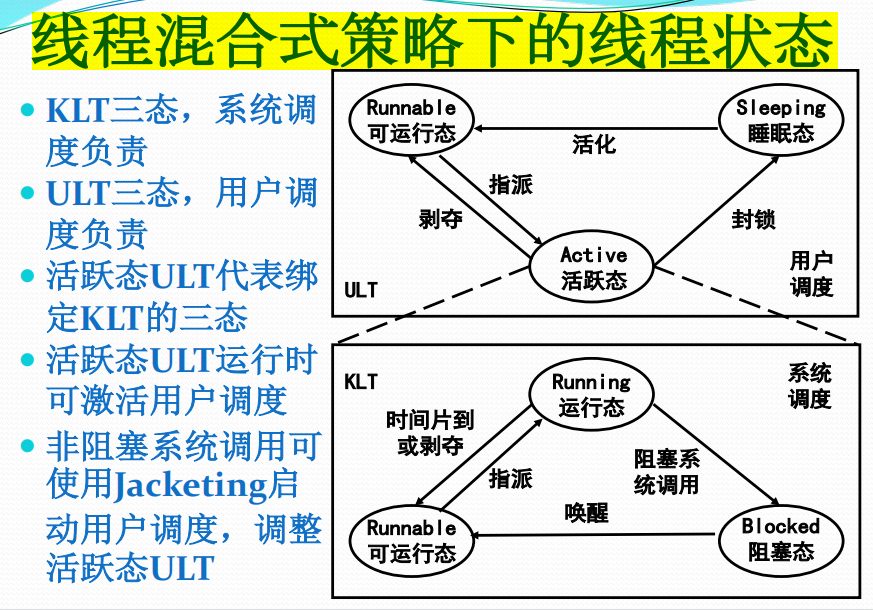 线程混合式策略下的线程状态
KLT三态，系统调
度负责
ULT三态，用户调
度负责
活跃态ULT代表绑
定KLT的三态
活跃态ULT运行时
可激活用户调度
非阻塞系统调用可
使用Jacketing启
动用户调度，调整
活跃态ULT
Runnable
可运行态
Sleeping
睡眠态
活化
指派
剥夺
封锁
Active
活跃态
用户
调度
ULT
KLT
Running
运行态
系统
调度
时间片到
或剥夺
指派
阻塞系
统调用
唤醒
Runnable
可运行态
Blocked
阻塞态